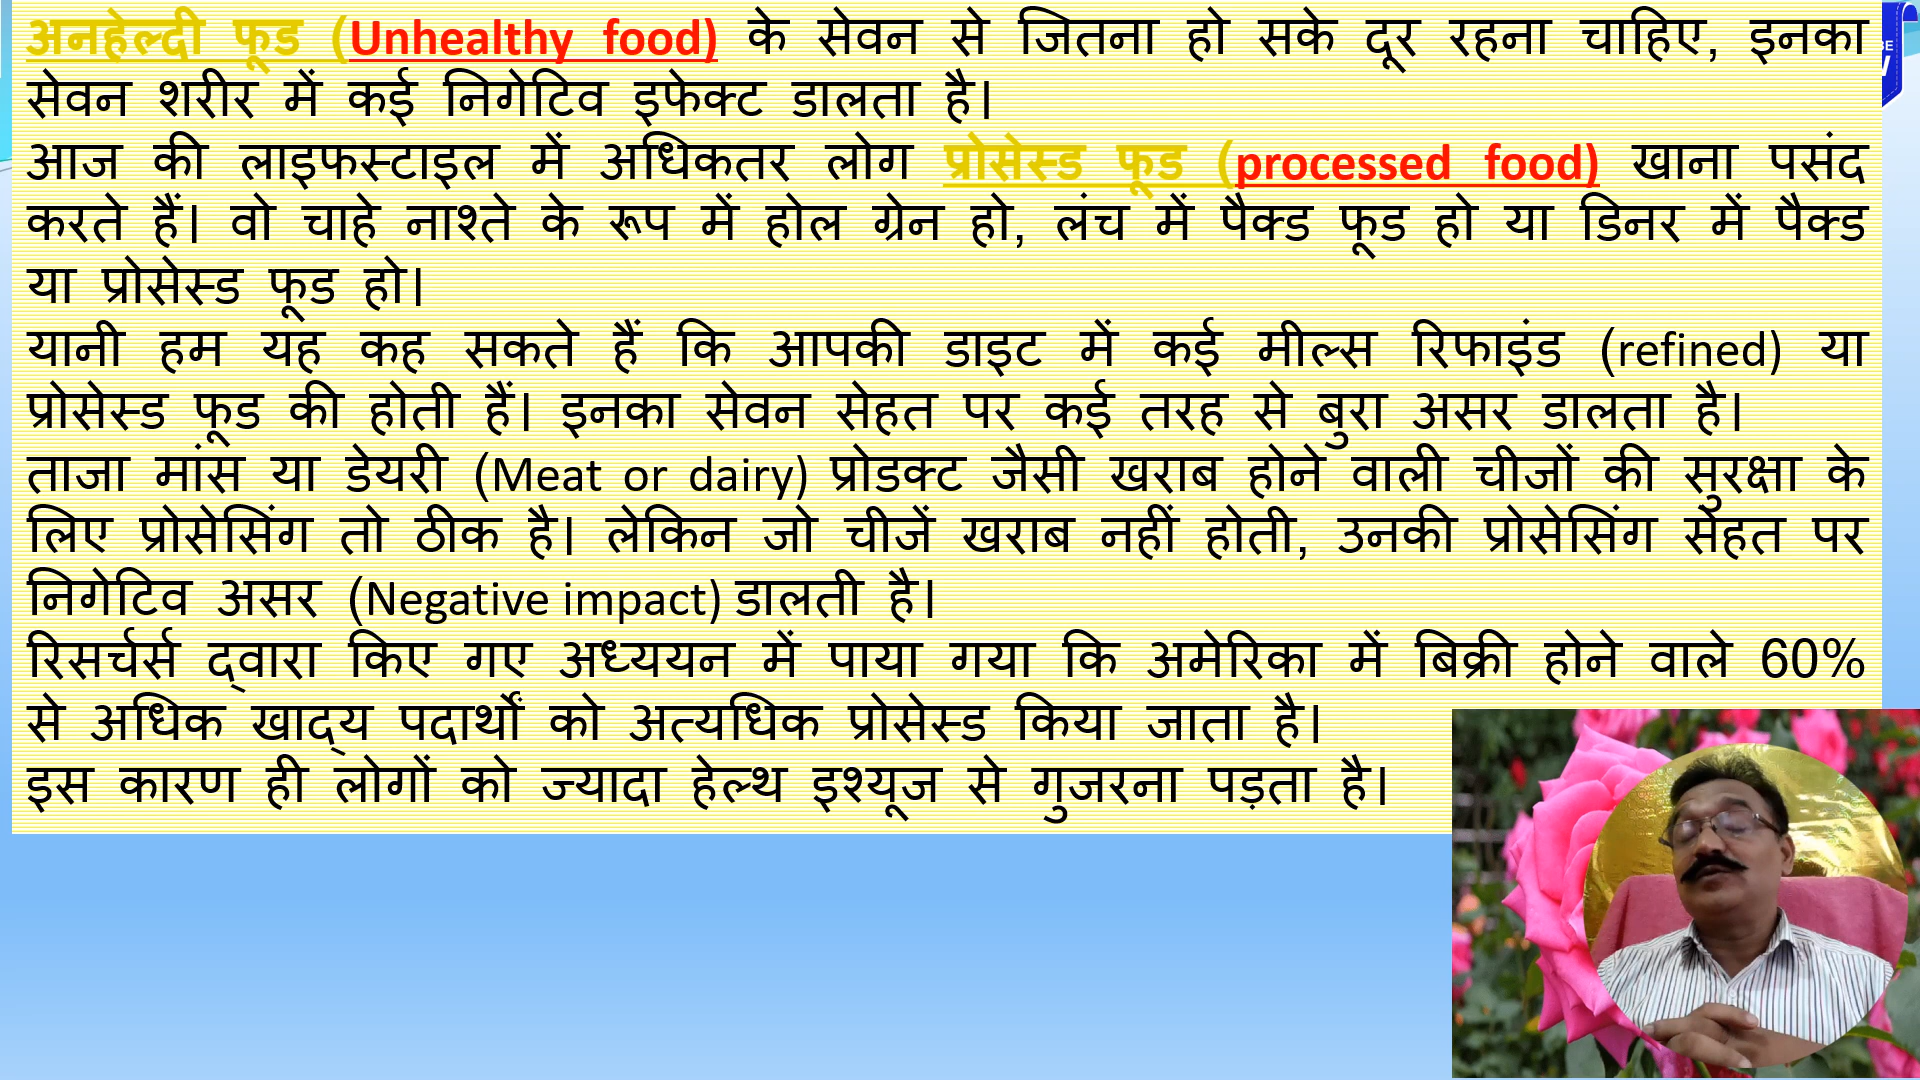 अनहेल्दी फूड (Unhealthy food) के सेवन से जितना हो सके दूर रहना चाहिए, इनका
सेवन शरीर में कई निगेटिव इफेक्ट डालता है।
आज की लाइफस्टाइल में अधिकतर लोग प्रोसेस्ड फूड (processed food) खाना पसंद
करते हैं। वो चाहे नाश्ते के रूप में होल ग्रेन हो, लंच में पैक्ड फूड हो या डिनर में पैक्ड
या प्रोसेस्ड फूड हो।
यानी हम यह कह सकते हैं कि आपकी डाइट में कई मील्स रिफाइंड (refined) या
प्रोसेस्ड फूड की होती हैं। इनका सेवन सेहत पर कई तरह से बुरा असर डालता है।
ताजा मांस या डेयरी (Meat or dairy) प्रोडक्ट जैसी खराब होने वाली चीजों की सुरक्षा के
लिए प्रोसेसिंग तो ठीक है। लेकिन जो चीजें खराब नहीं होती, उनकी प्रोसेसिंग सेहत पर
निगेटिव असर (Negative impact) डालती है।
रिसर्चर्स द्वारा किए गए अध्ययन में पाया गया कि अमेरिका में बिक्री होने वाले 60%
से अधिक खाद्य पदार्थों को अत्यधिक प्रोसेस्ड किया जाता है।
इस कारण ही लोगों को ज्यादा हेल्थ इश्यूज से गुजरना पड़ता है।